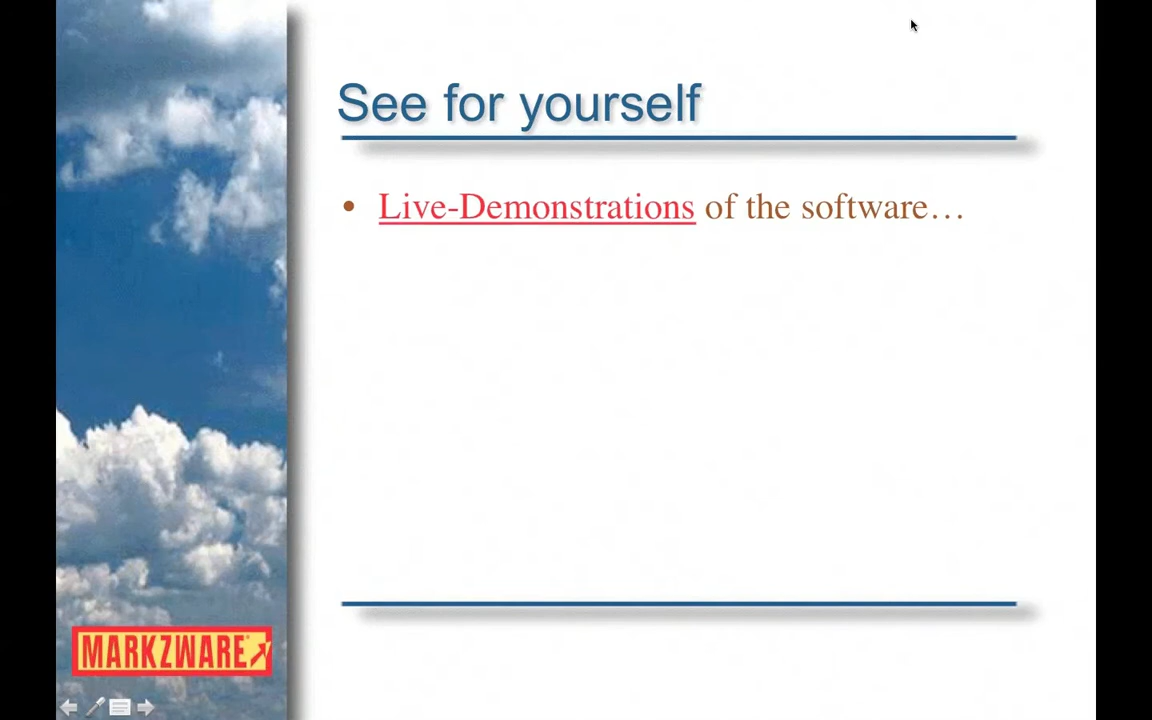 See for yourself
• Live-Demonstrations of the software…
MARKZWARE